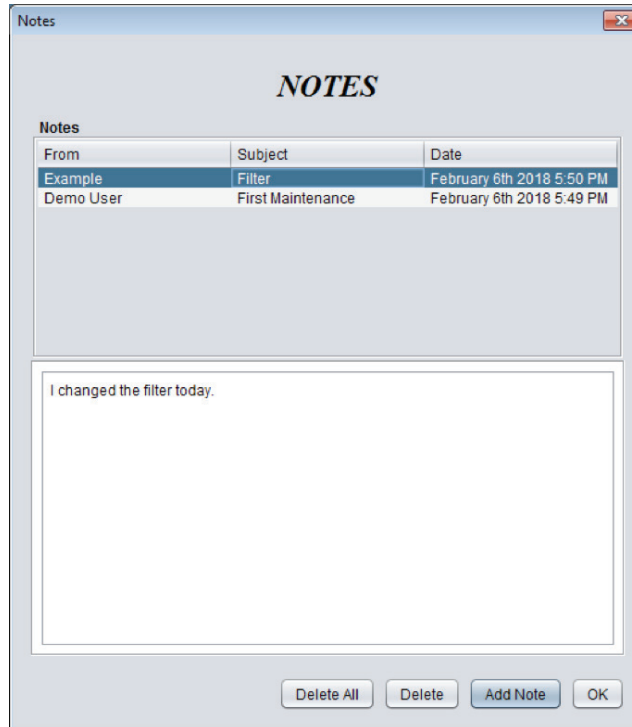 Notes
NOTES
Notes
From Subject Date
Example Filter February 6th 2018 5:50 PM
Demo User First Maintenance February 6th 2018 5:49 PM
I changed the filter today.
Delete All Delete Add Note OK